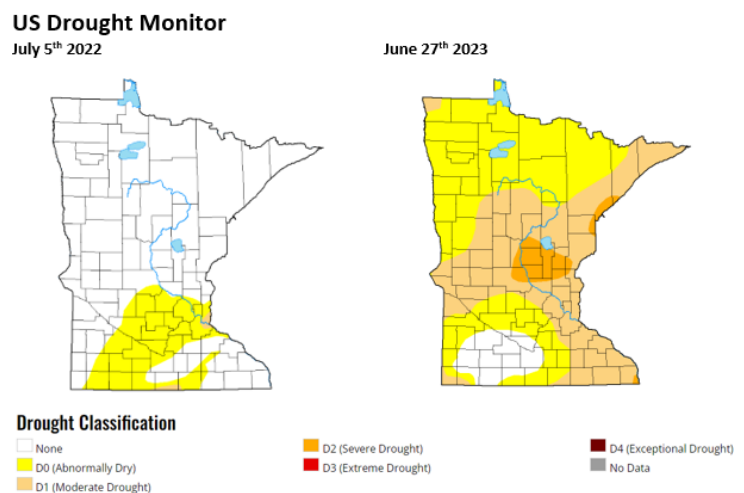 US Drought Monitor
July 5th 2022
June 27th 2023
Drought Classification
None
D0 (Abnormally Dry)
D1 (Moderate Drought)
D2 (Severe Drought)
D3 (Extreme Drought)
D4 (Exceptional Drought)
No Data